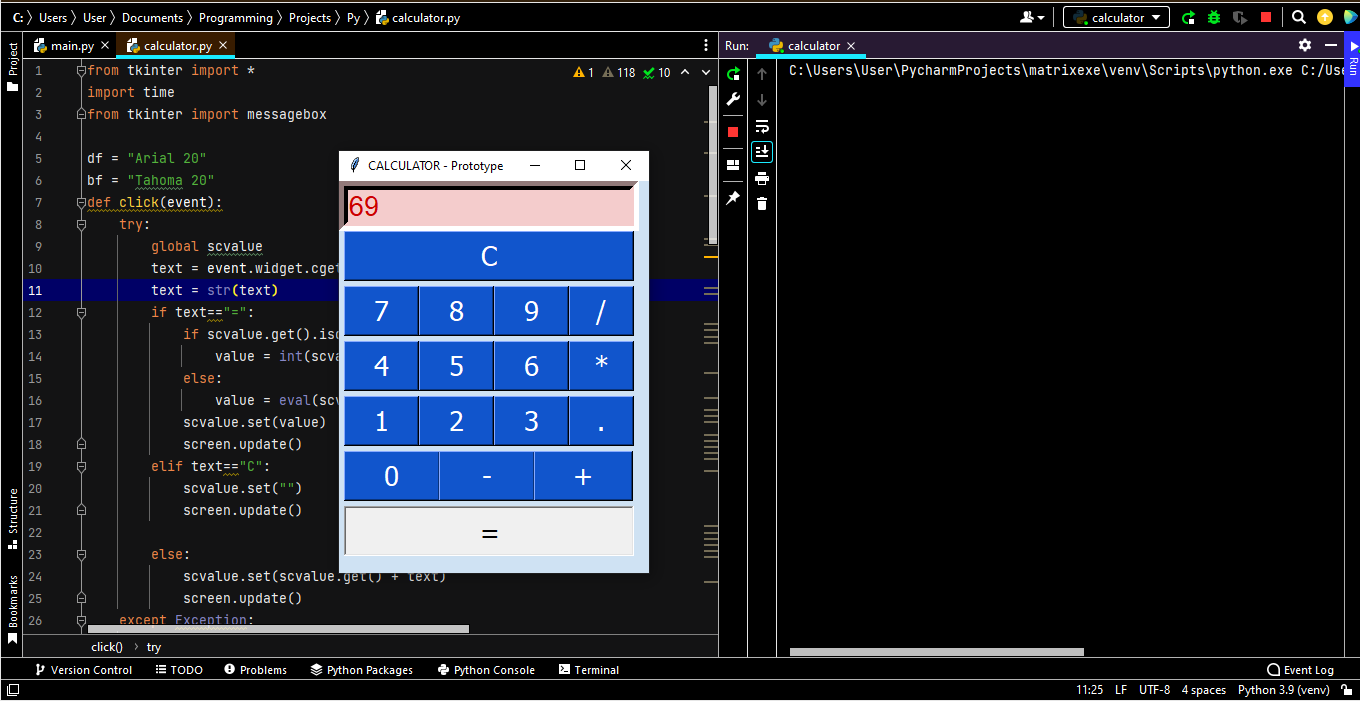 C: Users User Documents Programming Projects Py calculator.py
calculator
main.py calculator.py
Run: calculator
Project
Structure
Bookmarks
Run
1 from tkinter import *
1 118 10
2 import time
3 from tkinter import messagebox
4
5 df = "Arial 20"
6 bf = "Tahoma 20"
7 def click(event):
8 try:
9 global scvalue
10 text = event.widget.cget
11 text = str(text)
12 if text=="=":
13 if scvalue.get().isd
14 value = int(scva
15 else:
16 value = eval(scv
17 scvalue.set(value)
18 screen.update()
19 elif text=="C":
20 scvalue.set("")
21 screen.update()
22
23 else:
24 scvalue.set(scvalue.get() + text)
25 screen.update()
26 except Exception:
click() try
CALCULATOR - Prototype
69
C
7 8 9 /
4 5 6 *
1 2 3 .
0 - +
=
C:\Users\User\PycharmProjects\matrixexe\venv\Scripts\python.exe C:/Use
Version Control TODO Problems Python Packages Python Console Terminal Event Log
11:25 LF UTF-8 4 spaces Python 3.9 (venv)